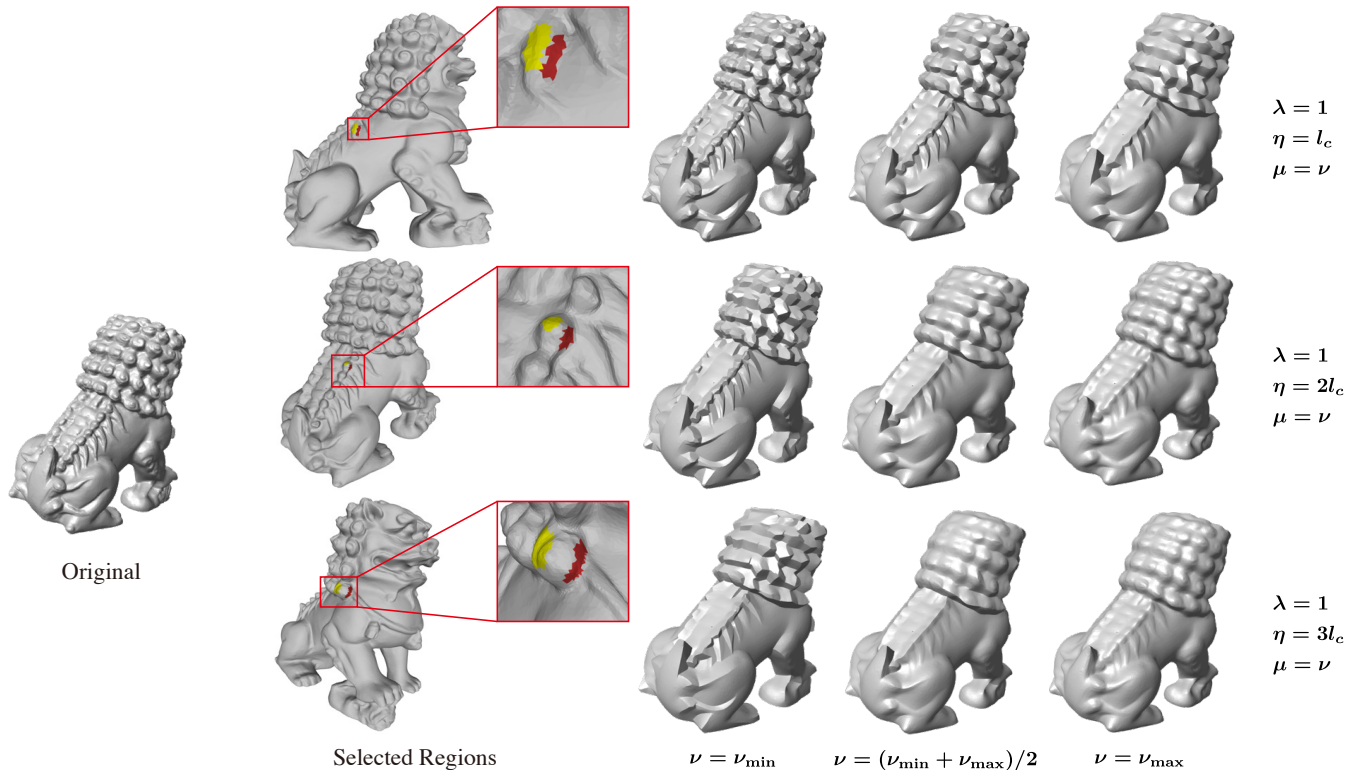 λ = 1
η = l_c
μ = ν
λ = 1
η = 2l_c
μ = ν
Original
λ = 1
η = 3l_c
μ = ν
Selected Regions
ν = ν_min
ν = (ν_min + ν_max)/2
ν = ν_max